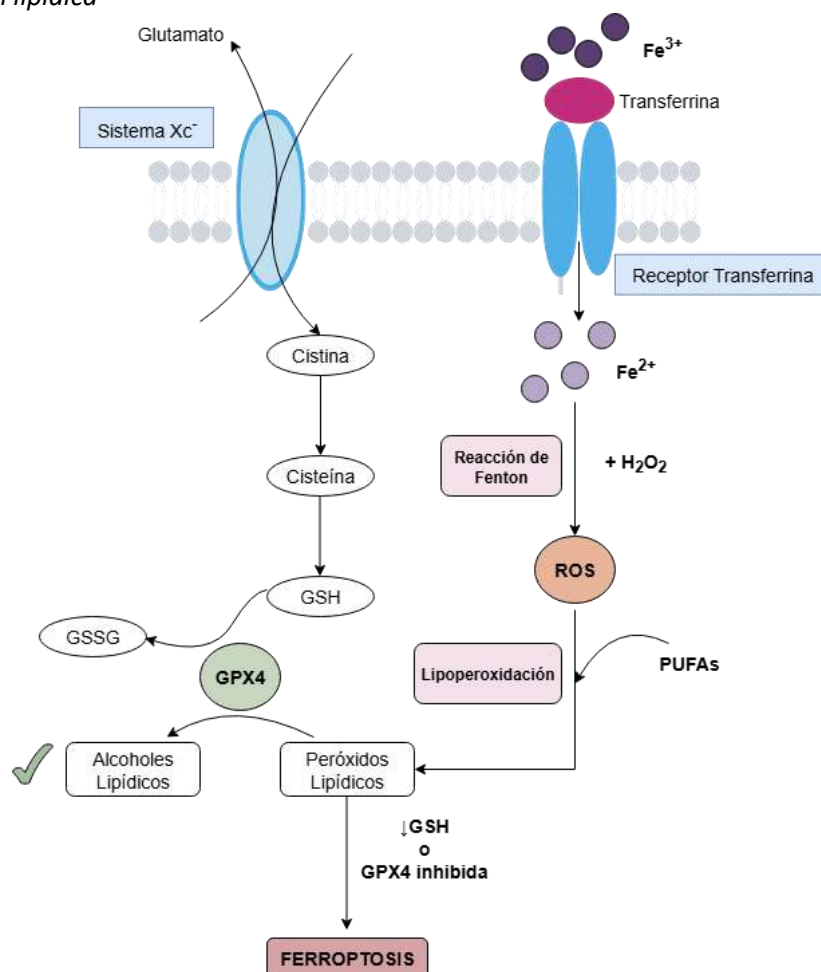 lipídica
Glutamato
Fe3+
Transferrina
Sistema Xc-
Receptor Transferrina
Cistina
Fe2+
Cisteína
Reacción de
Fenton
+ H2O2
ROS
GSH
GSSG
GPX4
Lipoperoxidación
PUFAs
Alcoholes
Lipídicos
Peróxidos
Lipídicos
↓GSH
o
GPX4 inhibida
FERROPTOSIS